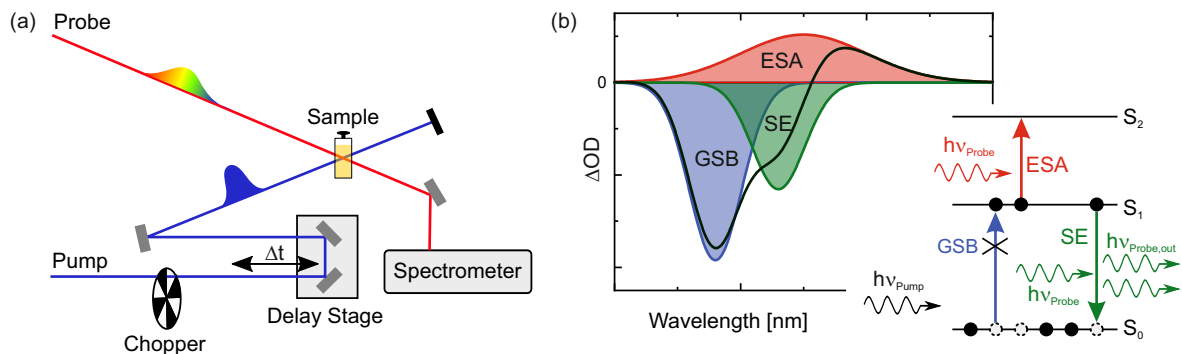 (a)
Probe
Sample
Pump
Δt
Spectrometer
Delay Stage
Chopper
(b)
0
ΔOD
Wavelength [nm]
ESA
SE
GSB
S₂
hνProbe
ESA
S₁
GSB
SE
hνProbe,out
hνProbe
hνPump
S₀